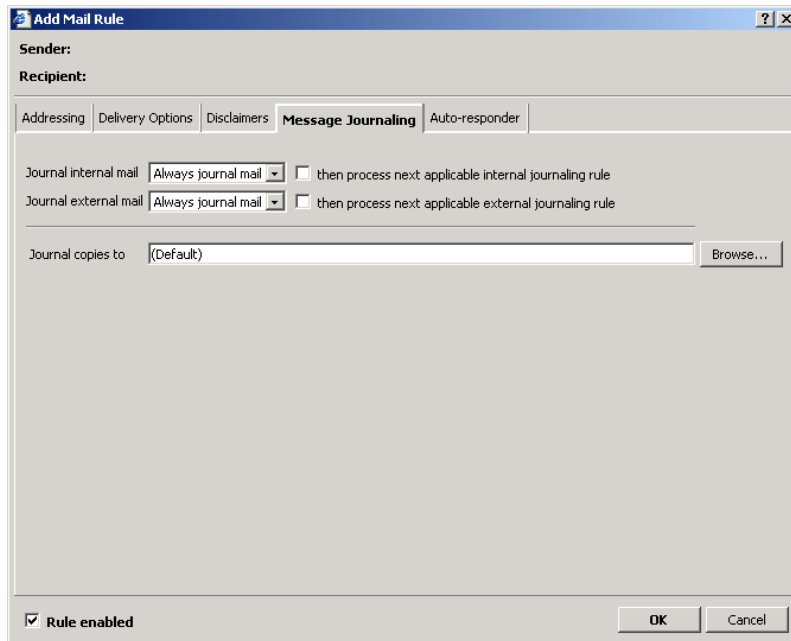 Add Mail Rule
Sender:
Recipient:
Addressing Delivery Options Disclaimers Message Journaling Auto-responder
Journal internal mail Always journal mail then process next applicable internal journaling rule
Journal external mail Always journal mail then process next applicable external journaling rule
Journal copies to (Default) Browse...
Rule enabled OK Cancel